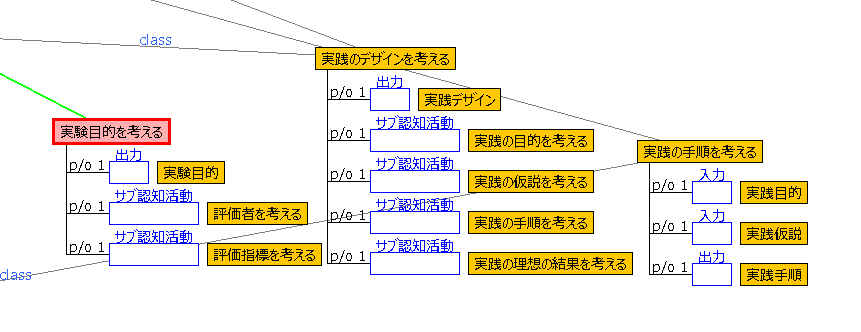 class
実践のデザインを考える
p/o 1 出力 実践デザイン
p/o 1 サブ認知活動 実践の目的を考える
p/o 1 サブ認知活動 実践の仮説を考える
p/o 1 サブ認知活動 実践の手順を考える
p/o 1 サブ認知活動 実践の理想の結果を考える
実験目的を考える
p/o 1 出力 実験目的
p/o 1 サブ認知活動 評価者を考える
p/o 1 サブ認知活動 評価指標を考える
実践の手順を考える
p/o 1 入力 実践目的
p/o 1 入力 実践仮説
p/o 1 出力 実践手順
class